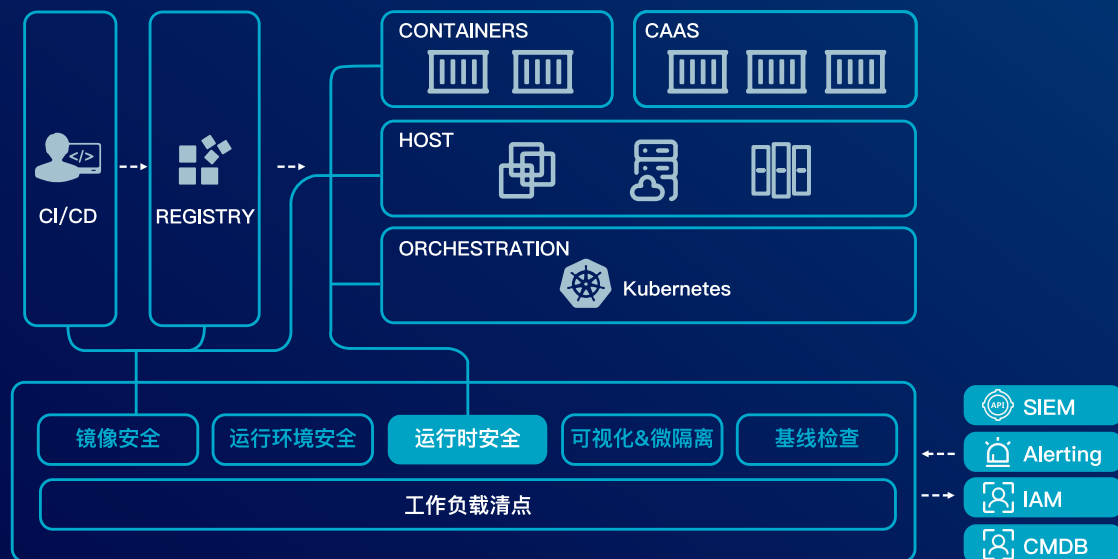 CONTAINERS
CAAS
HOST
</>
CI/CD
REGISTRY
ORCHESTRATION
Kubernetes
镜像安全
运行环境安全
运行时安全
可视化&微隔离
基线检查
工作负载清点
API
SIEM
Alerting
IAM
CMDB